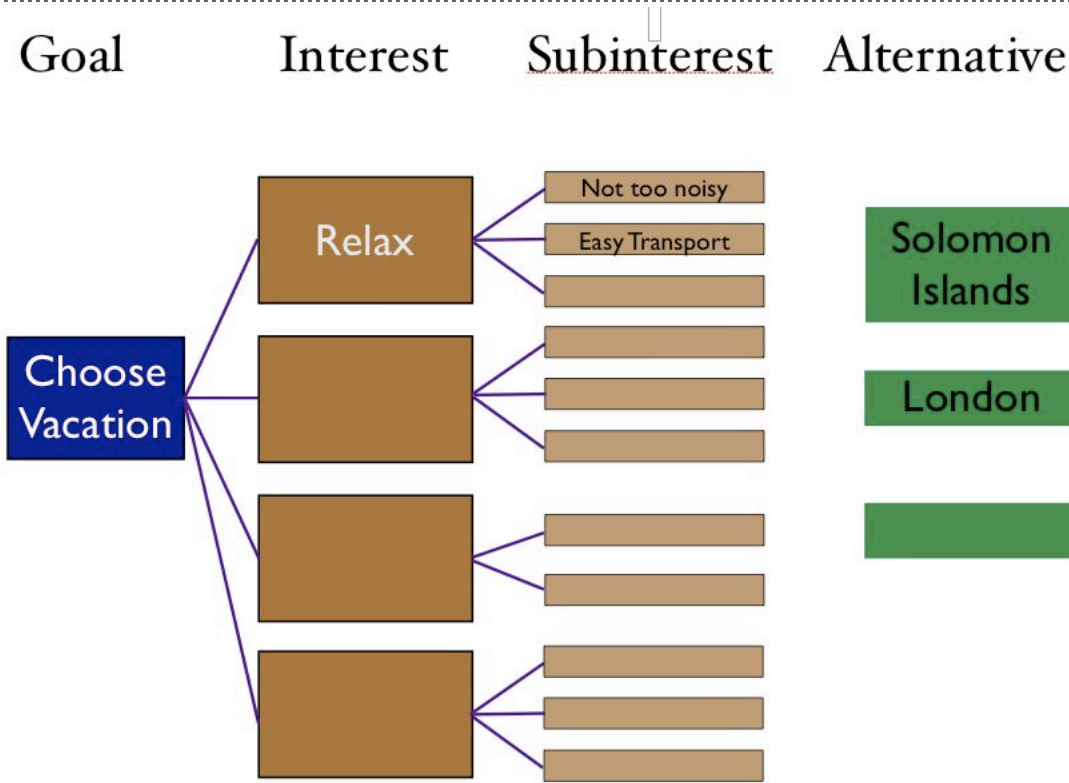 Goal
Interest
Subinterest
Alternative
Choose
Vacation
Relax
Not too noisy
Easy Transport
Solomon
Islands
London